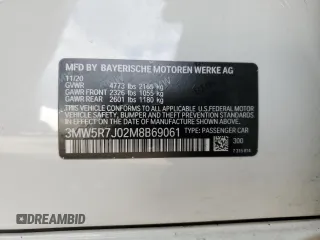 MFD BY BAYERISCHE MOTOREN WERKE AG
11/20
GVWR 4773 lbs 2165 kg
GAWR FRONT 2326 lbs 1055 kg
GAWR REAR 2601 lbs 1180 kg
THIS VEHICLE CONFORMS TO ALL APPLICABLE U.S. FEDERAL MOTOR
VEHICLE SAFETY, BUMPER, AND THEFT PREVENTION STANDARDS
IN EFFECT ON THE DATE OF MANUFACTURE SHOWN ABOVE.
3MW5R7J02M8B69061
TYPE: PASSENGER CAR
300
© DREAMBID
DREAMBID.COM